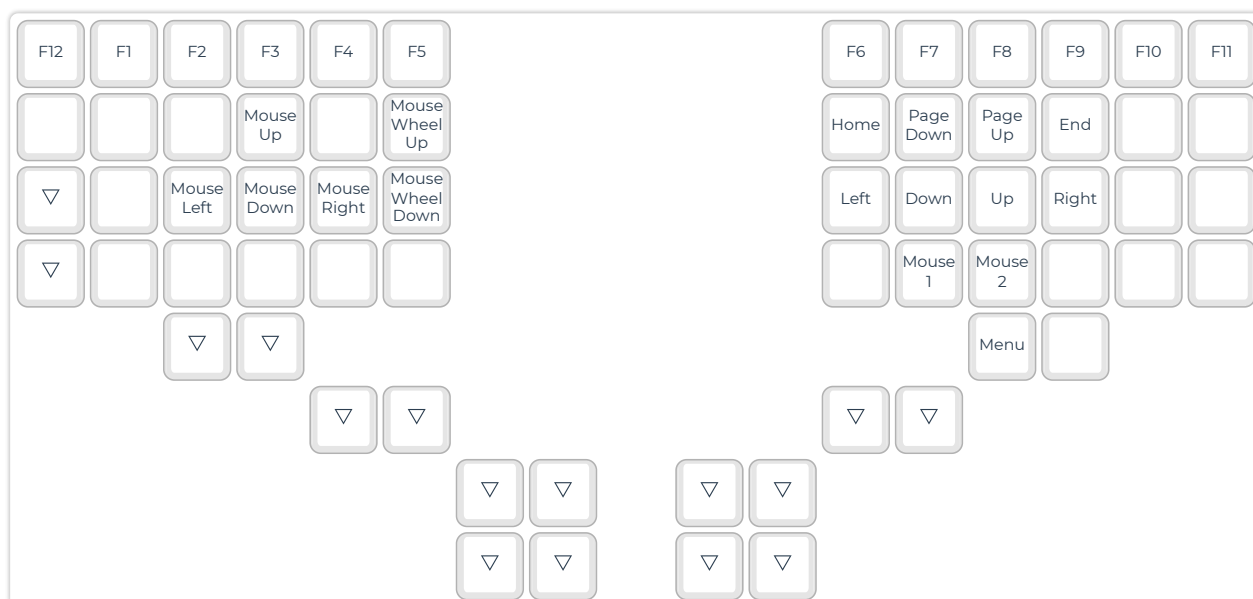 F12 F1 F2 F3 F4 F5 F6 F7 F8 F9 F10 F11
Mouse Up Mouse Wheel Up Home Page Down Page Up End
▽ Mouse Left Mouse Down Mouse Right Mouse Wheel Down Left Down Up Right
▽ Mouse 1 Mouse 2
▽ ▽ Menu
▽ ▽ ▽ ▽
▽ ▽ ▽ ▽
▽ ▽ ▽ ▽